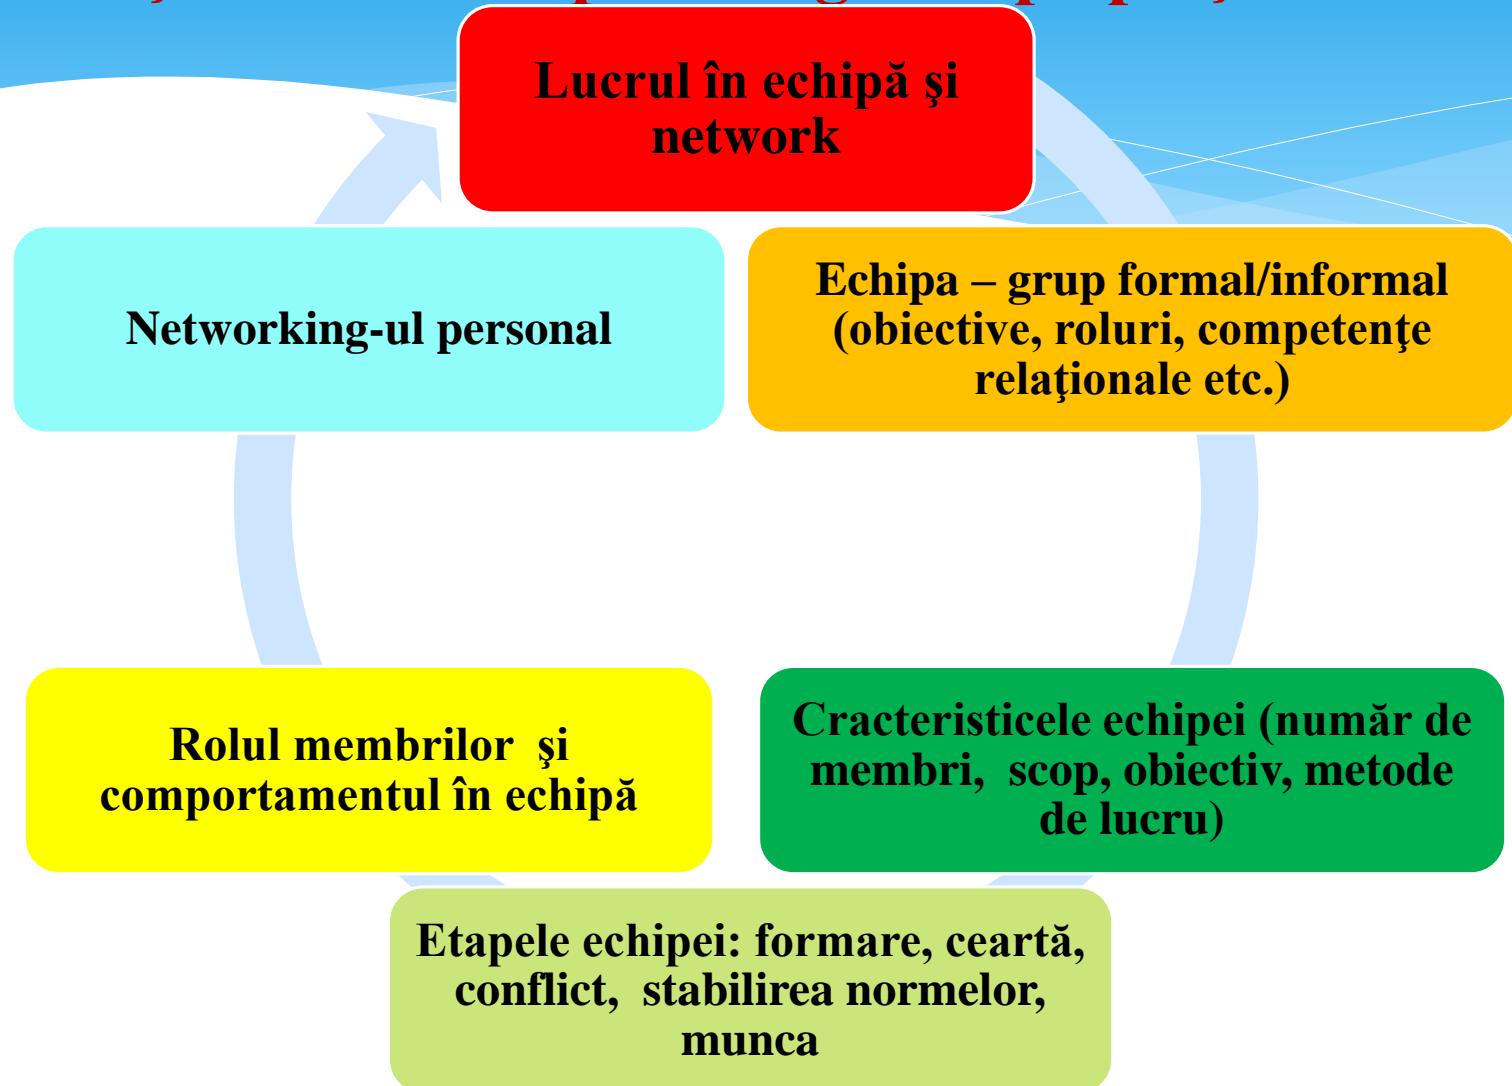 Lucrul în echipă şi
network
Echipa – grup formal/informal
(obiective, roluri, competenţe
relaţionale etc.)
Cracteristicele echipei (număr de
membri, scop, obiectiv, metode
de lucru)
Etapele echipei: formare, ceartă,
conflict, stabilirea normelor,
munca
Rolul membrilor şi
comportamentul în echipă
Networking-ul personal